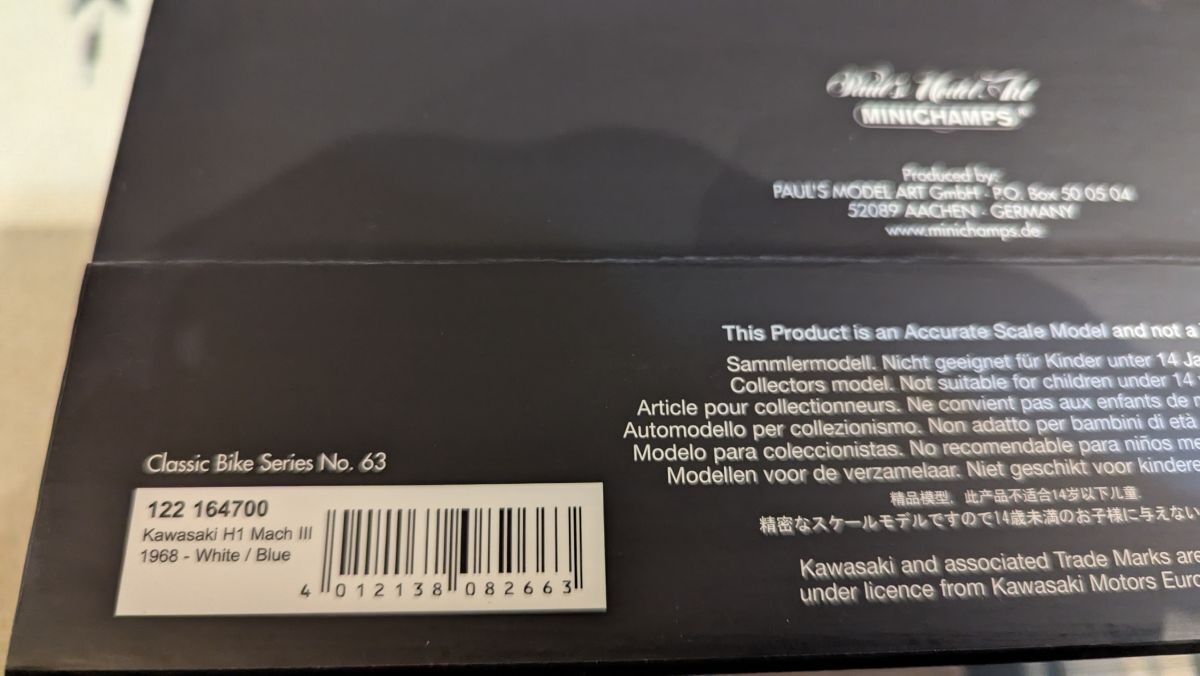 Paul's Model Art
MINICHAMPS
Produced by:
PAUL'S MODEL ART GmbH · P.O. Box 50 05 04
52089 AACHEN · GERMANY
www.minichamps.de
This Product is an Accurate Scale Model and not a
Sammlermodell. Nicht geeignet für Kinder unter 14 Ja
Collectors model. Not suitable for children under 14
Article pour collectionneurs. Ne convient pas aux enfants de m
Automodello per collezionismo. Non adatto per bambini di età
Modelo para coleccionistas. No recomendable para niños me
Modellen voor de verzamelaar. Niet geschikt voor kindere
精品模型. 此产品不适合14岁以下儿童.
精密なスケールモデルですので14歳未満のお子様に与えない
Kawasaki and associated Trade Marks are
under licence from Kawasaki Motors Euro
Classic Bike Series No. 63
122 164700
Kawasaki H1 Mach III
1968 - White / Blue
4 012138 082663